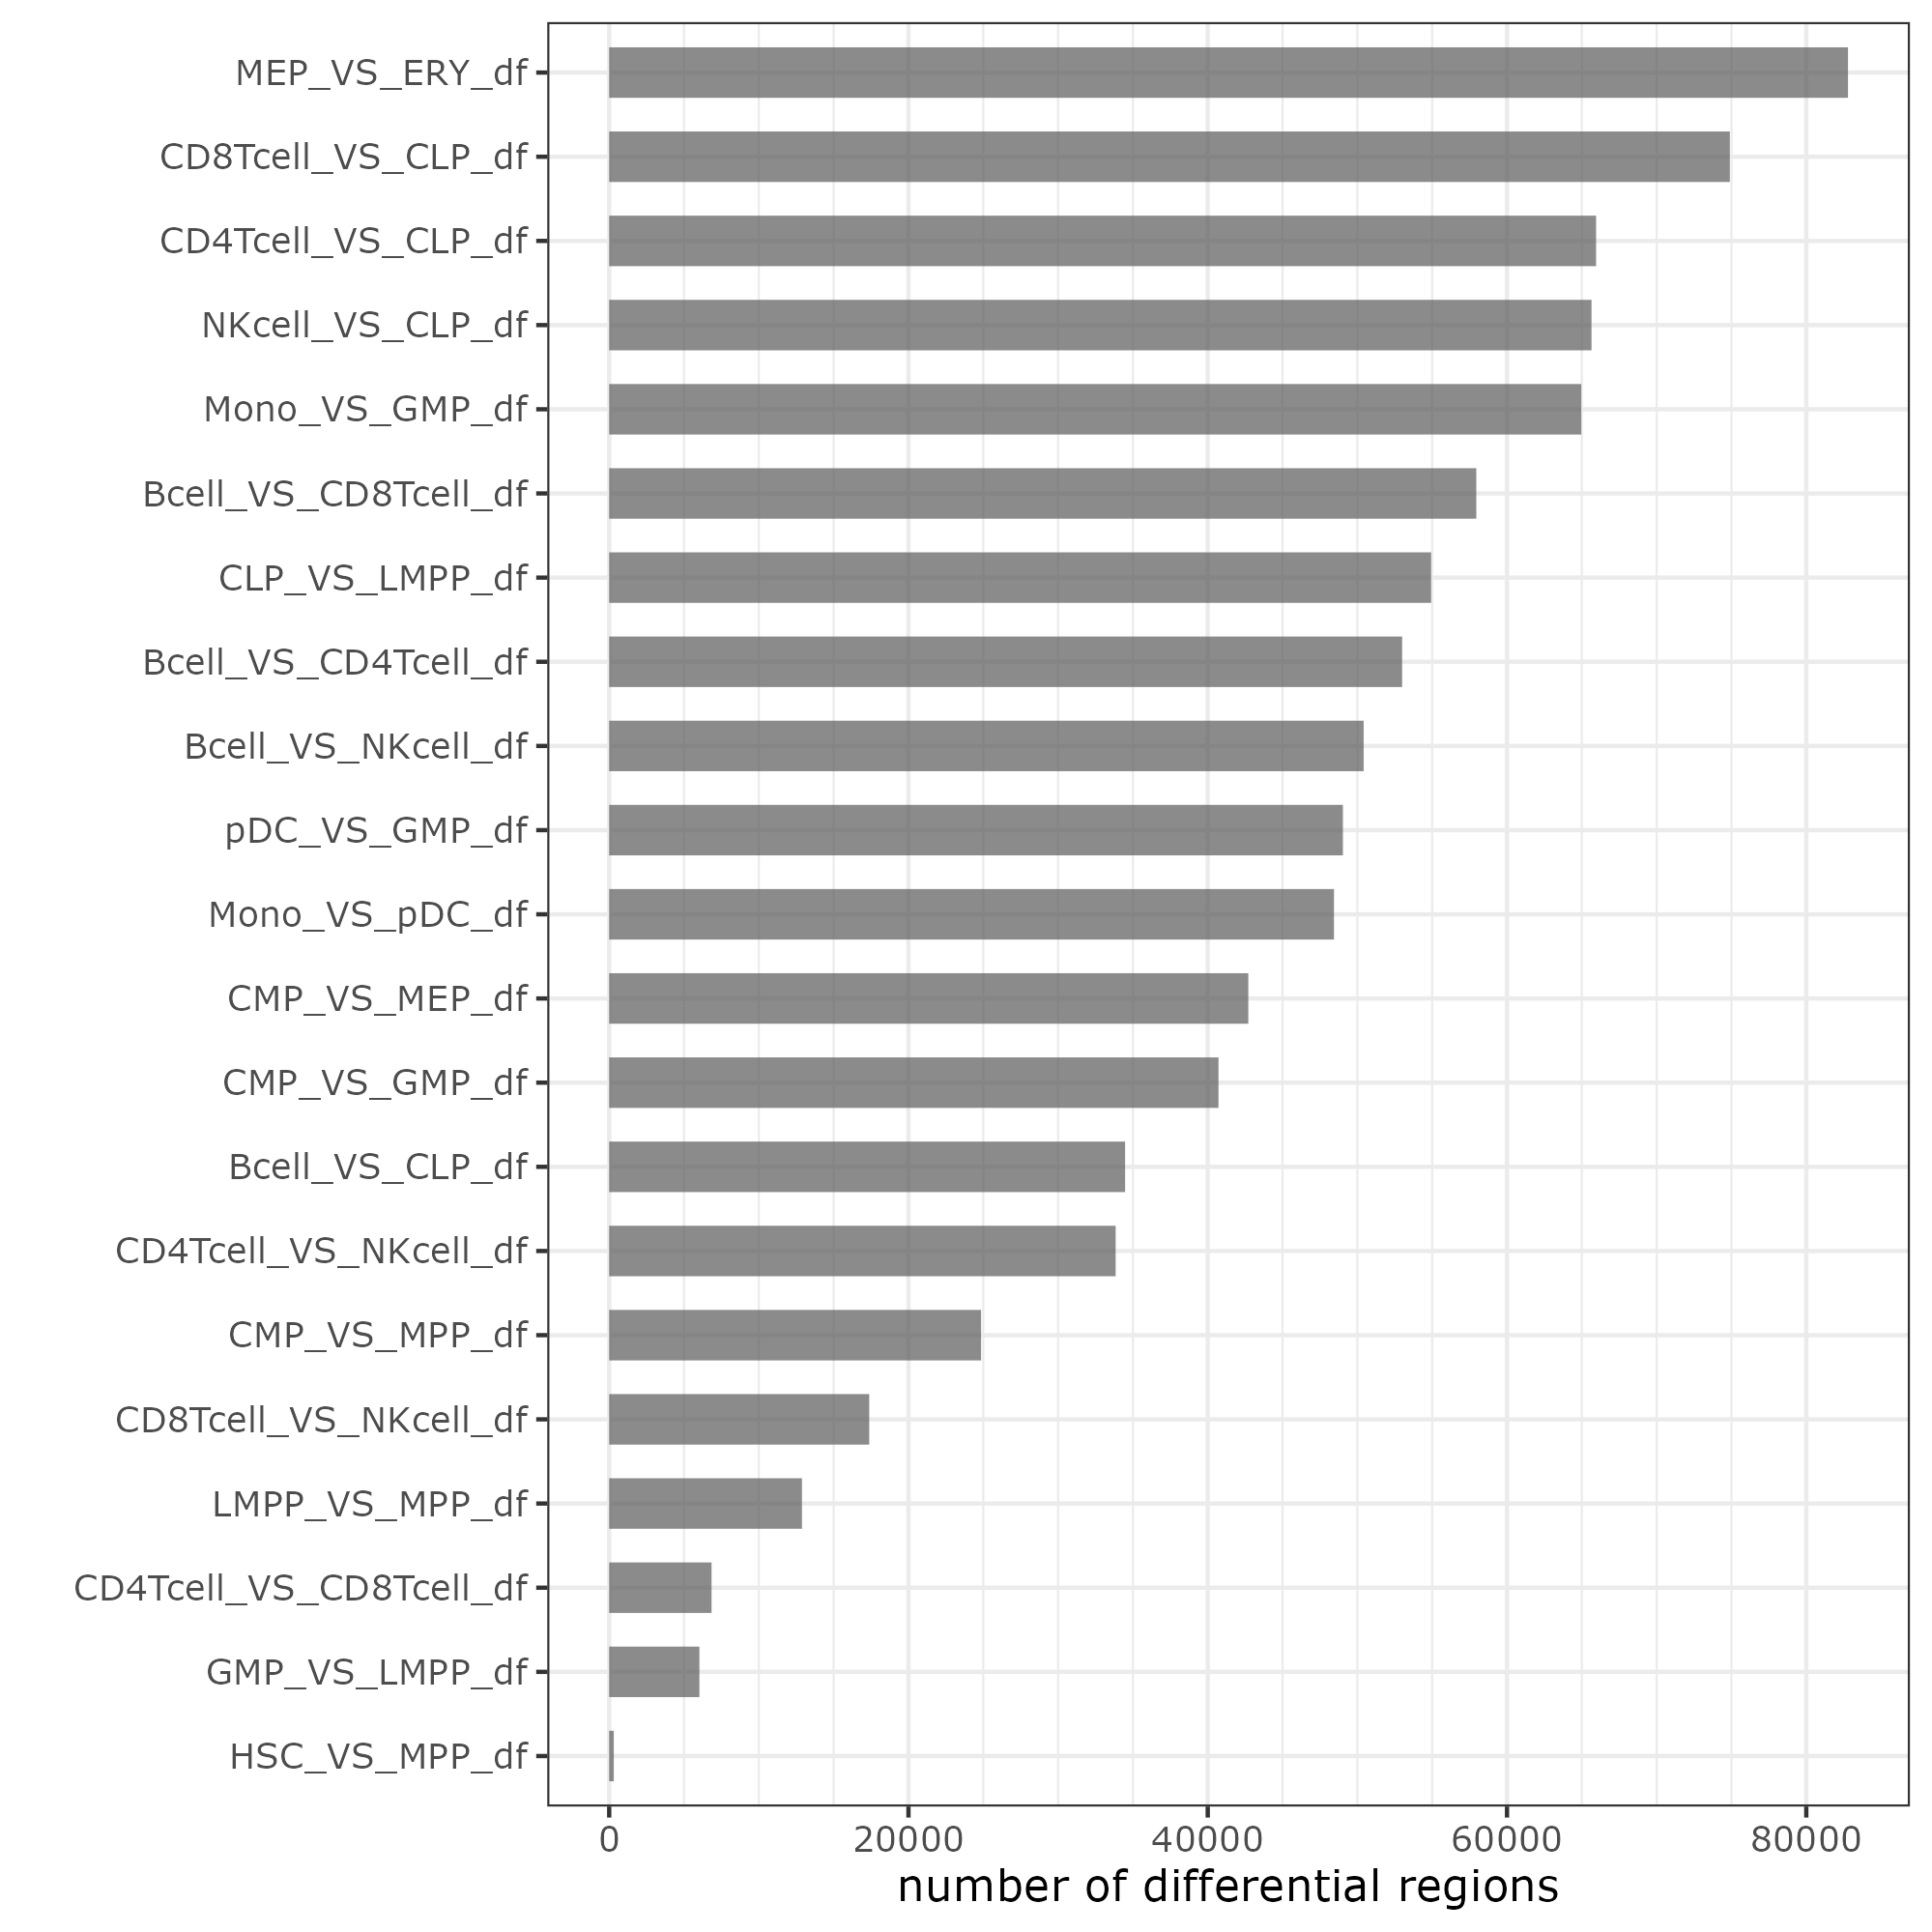 MEP_VS_ERY_df
CD8Tcell_VS_CLP_df
CD4Tcell_VS_CLP_df
NKcell_VS_CLP_df
Mono_VS_GMP_df
Bcell_VS_CD8Tcell_df
CLP_VS_LMPP_df
Bcell_VS_CD4Tcell_df
Bcell_VS_NKcell_df
pDC_VS_GMP_df
Mono_VS_pDC_df
CMP_VS_MEP_df
CMP_VS_GMP_df
Bcell_VS_CLP_df
CD4Tcell_VS_NKcell_df
CMP_VS_MPP_df
CD8Tcell_VS_NKcell_df
LMPP_VS_MPP_df
CD4Tcell_VS_CD8Tcell_df
GMP_VS_LMPP_df
HSC_VS_MPP_df
0 20000 40000 60000 80000
number of differential regions